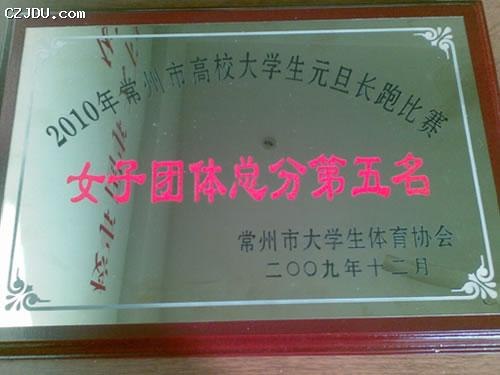 CZJDU.COM
2010年常州市高校大学生元旦长跑比赛
女子团体总分第五名
常州市大学生体育协会
二〇〇九年十二月